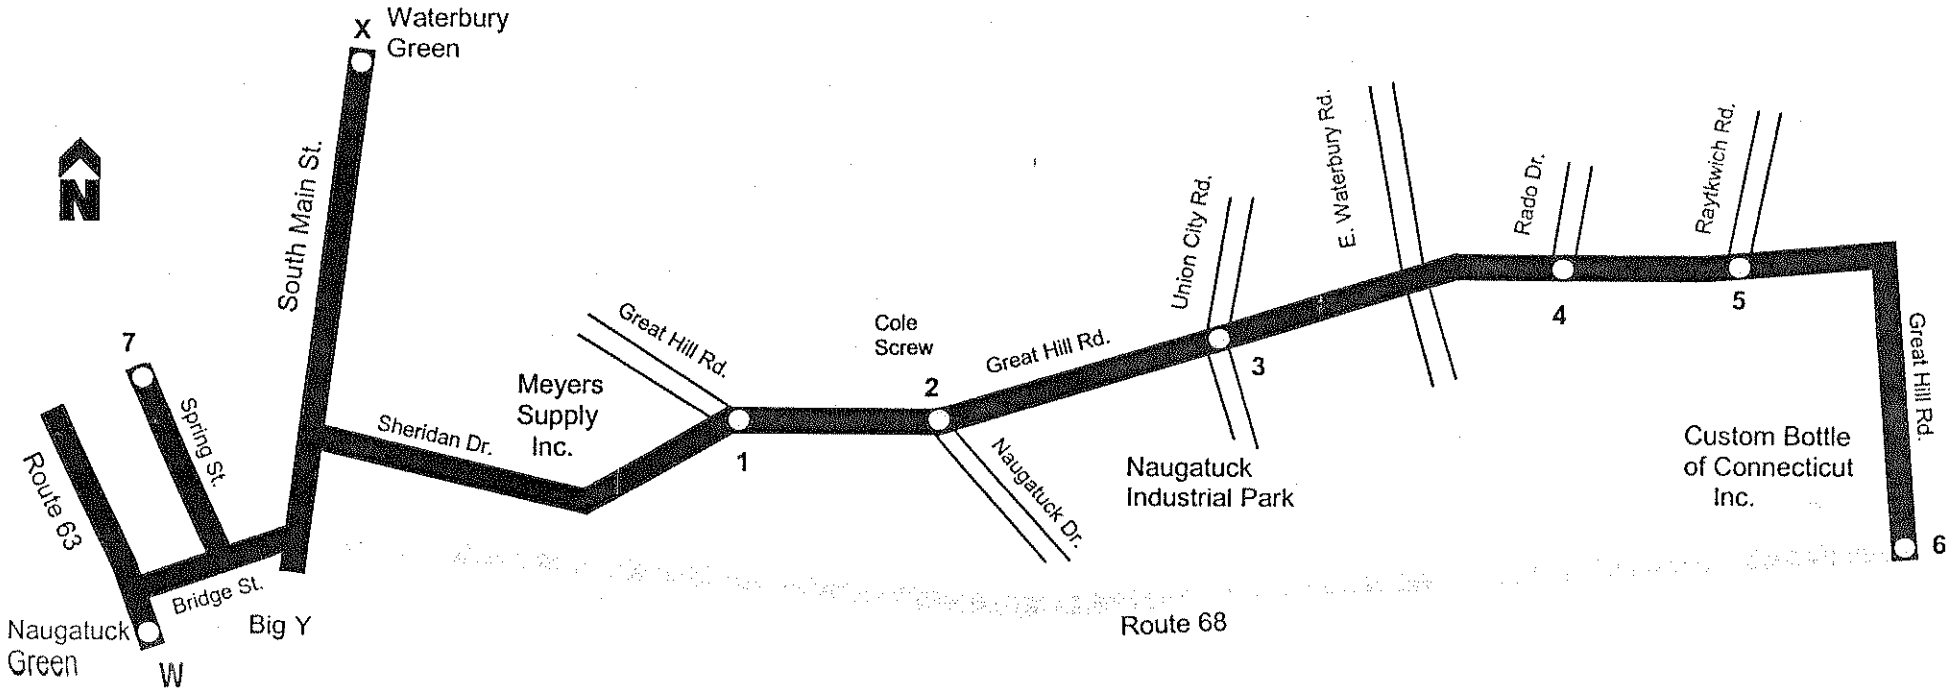 X
Waterbury
Green
N
South Main St.
7
Spring St.
Route 63
Bridge St.
Naugatuck
Green
W
Big Y
Sheridan Dr.
Meyers
Supply
Inc.
Great Hill Rd.
1
Cole
Screw
2
Great Hill Rd.
Naugatuck Dr.
Union City Rd.
3
Naugatuck
Industrial Park
E. Waterbury Rd.
Rado Dr.
4
Raytkwich Rd.
5
Great Hill Rd.
Custom Bottle
of Connecticut
Inc.
6
Route 68